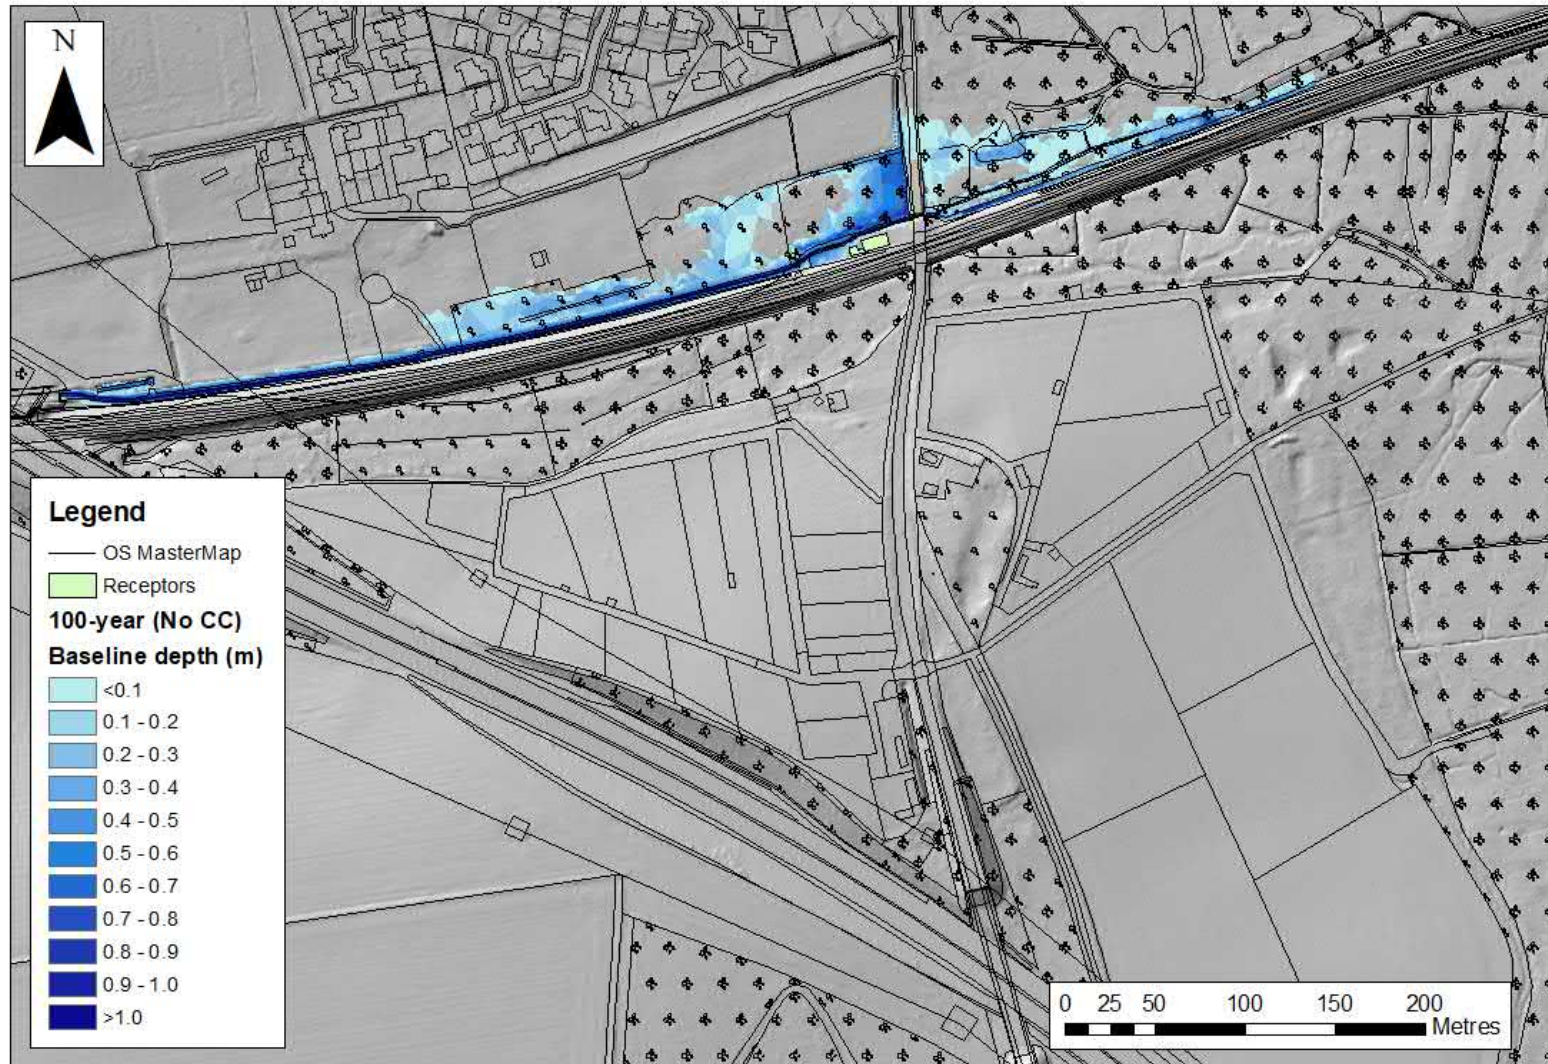 N
Legend
OS MasterMap
Receptors
100-year (No CC)
Baseline depth (m)
<0.1
0.1 - 0.2
0.2 - 0.3
0.3 - 0.4
0.4 - 0.5
0.5 - 0.6
0.6 - 0.7
0.7 - 0.8
0.8 - 0.9
0.9 - 1.0
>1.0
0 25 50 100 150 200
Metres